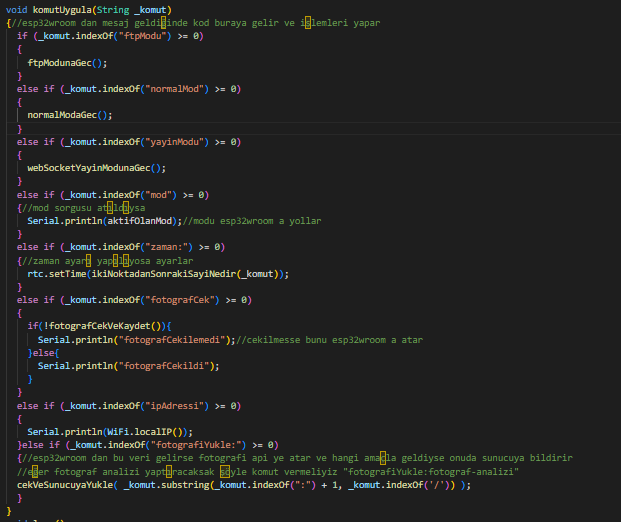 void komutUygula(String _komut)
{//esp32wroom dan mesaj geldiğinde kod buraya gelir ve işlemleri yapar
if (_komut.indexOf("ftpModu") >= 0)
{
ftpModunaGec();
}
else if (_komut.indexOf("normalMod") >= 0)
{
normalModaGec();
}
else if (_komut.indexOf("yayinModu") >= 0)
{
webSocketYayinModunaGec();
}
else if (_komut.indexOf("mod") >= 0)
{//mod sorgusu atıldıysa
Serial.println(aktifOlanMod);//modu esp32wroom a yollar
}
else if (_komut.indexOf("zaman:") >= 0)
{//zaman ayarı yapılıyosa ayarlar
rtc.setTime(ikiNoktadanSonrakiSayiNedir(_komut));
}
else if (_komut.indexOf("fotografCek") >= 0)
{
if(!fotografCekVeKaydet()){
Serial.println("fotografCekilemedi");//cekilmesse bunu esp32wroom a atar
}else{
Serial.println("fotografCekildi");
}
}
else if (_komut.indexOf("ipAdressi") >= 0)
{
Serial.println(WiFi.localIP());
}else if (_komut.indexOf("fotografiYukle:") >= 0)
{//esp32wroom dan bu veri gelirse fotografi api ye atar ve hangi amaçla geldiyse onuda sunucuya bildirir
//eğer fotograf analizi yaptıracaksak şöyle komut vermeliyiz "fotografiYukle:fotograf-analizi"
cekVeSunucuyaYukle( _komut.substring(_komut.indexOf(":") + 1, _komut.indexOf('/')) );
}
}